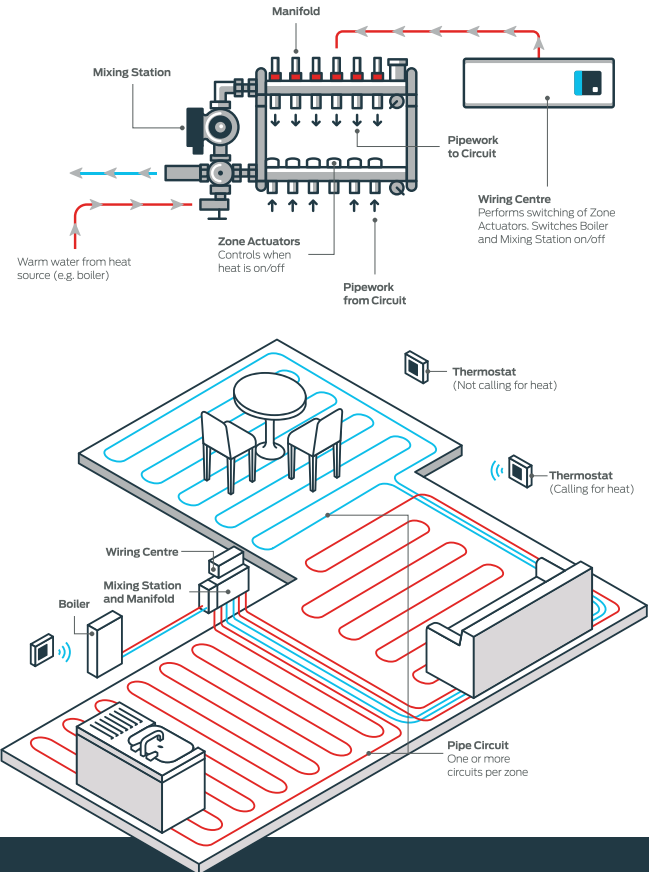 Manifold
Mixing Station
Pipework
to Circuit
Wiring Centre
Performs switching of Zone
Actuators. Switches Boiler
and Mixing Station on/off
Zone Actuators
Controls when
heat is on/off
Warm water from heat
source (e.g. boiler)
Pipework
from Circuit
Thermostat
(Not calling for heat)
Thermostat
(Calling for heat)
Wiring Centre
Mixing Station
and Manifold
Boiler
Pipe Circuit
One or more
circuits per zone